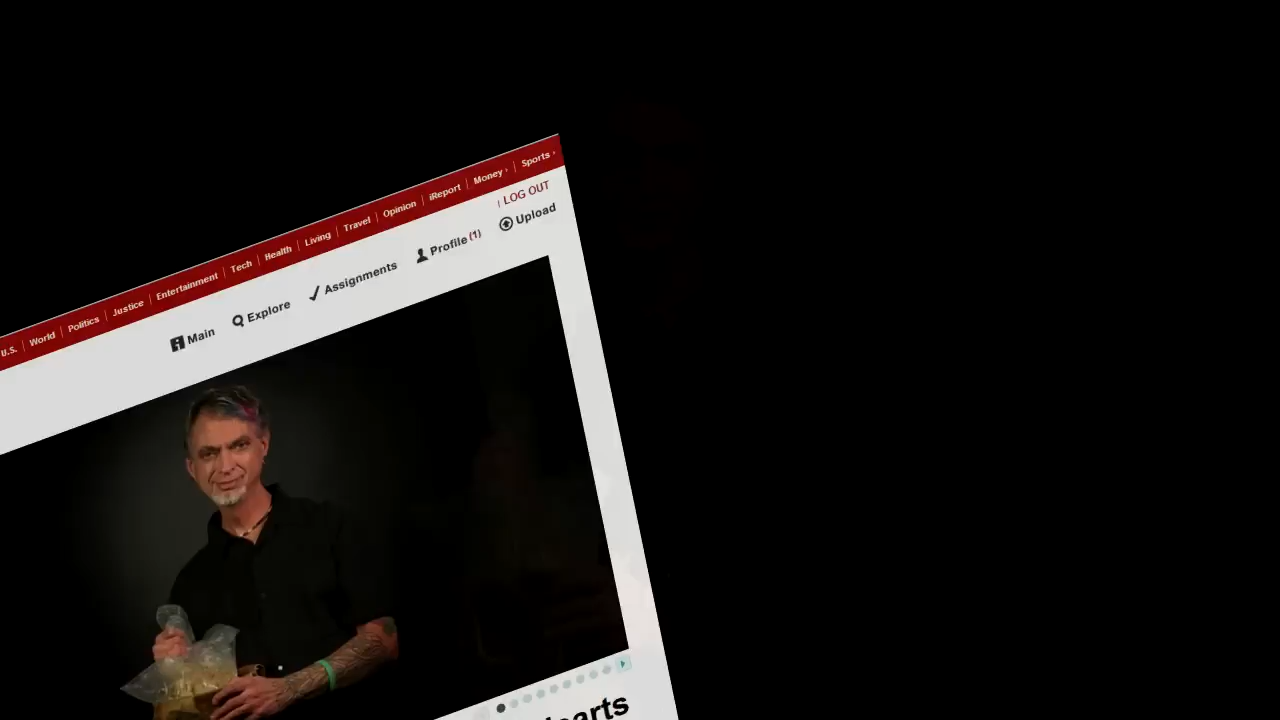 U.S. | World | Politics | Justice | Entertainment | Tech | Health | Living | Travel | Opinion | iReport | Money › | Sports ›
| LOG OUT
Main Explore Assignments Profile (1) Upload